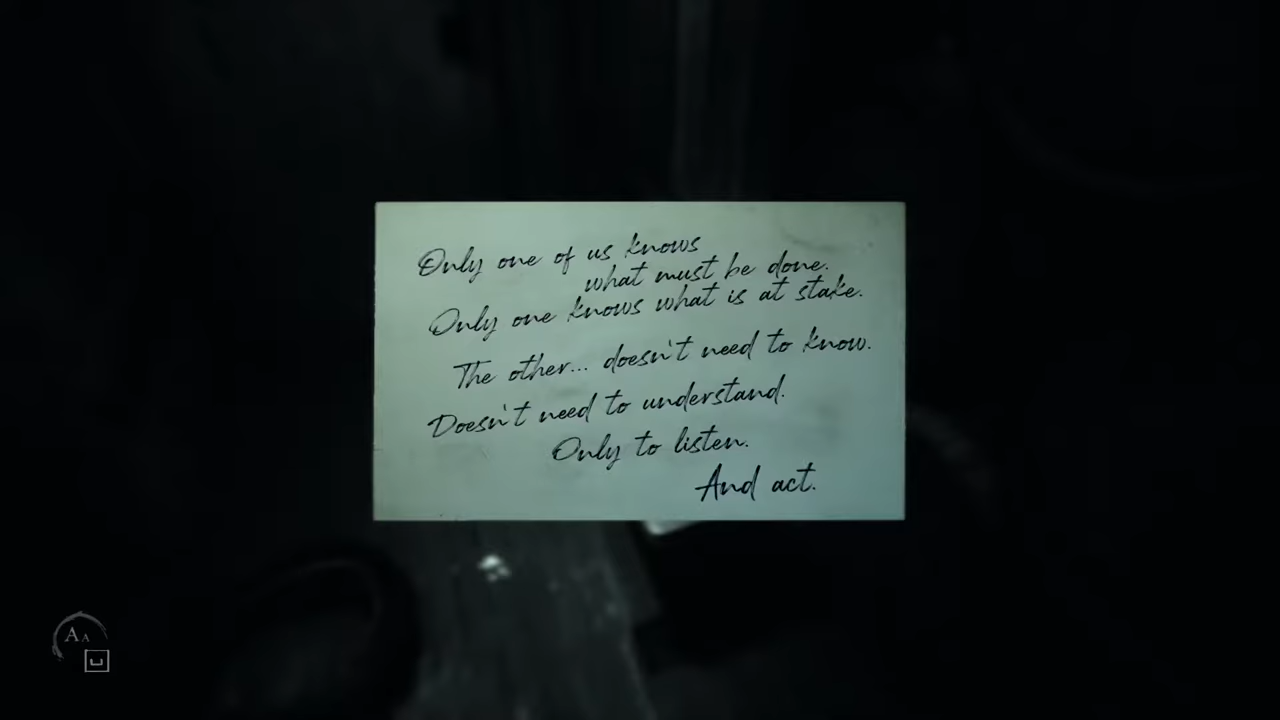 Only one of us knows
what must be done.
Only one knows what is at stake.
The other... doesn't need to know.
Doesn't need to understand.
Only to listen.
And act.
AA